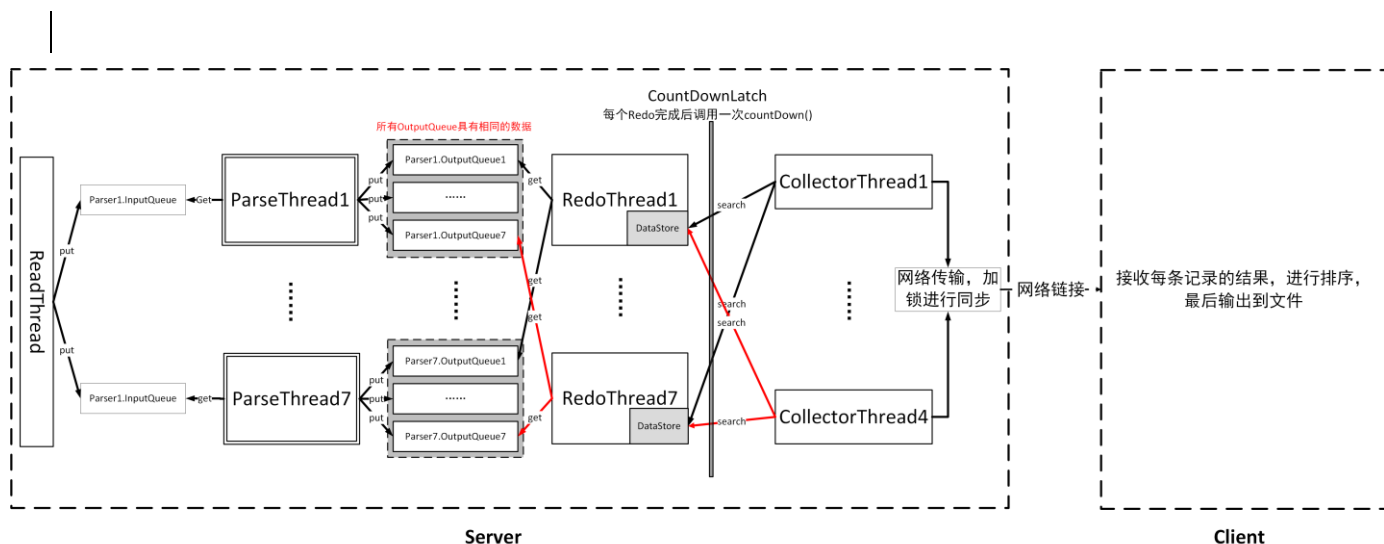 CountDownLatch
每个Redo完成后调用一次countDown()
所有OutputQueue具有相同的数据
ReadThread
put
put
Parser1.InputQueue
Get
ParseThread1
put
put
put
Parser1.OutputQueue1
......
Parser1.OutputQueue7
get
RedoThread1
DataStore
search
CollectorThread1
get
get
search
search
网络传输，加
锁进行同步
网络链接
接收每条记录的结果，进行排序，
最后输出到文件
Parser1.InputQueue
get
ParseThread7
put
put
put
Parser7.OutputQueue1
......
Parser7.OutputQueue7
get
RedoThread7
DataStore
search
CollectorThread4
Server
Client